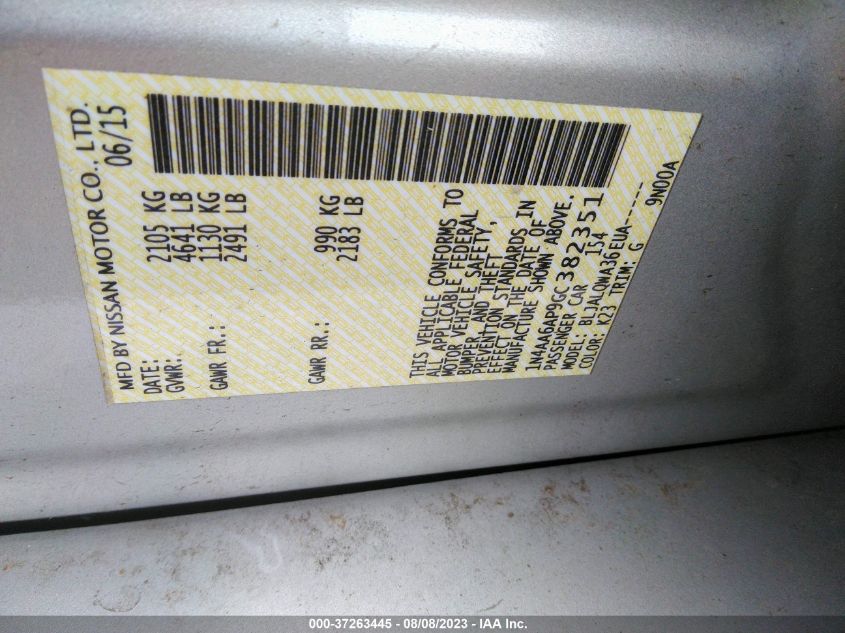 MFD BY NISSAN MOTOR CO., LTD.
DATE: 06/15
GVWR: 2105 KG
4641 LB
GAWR FR.: 1130 KG
2491 LB
GAWR RR.: 990 KG
2183 LB
THIS VEHICLE CONFORMS TO
ALL APPLICABLE FEDERAL
MOTOR VEHICLE SAFETY,
BUMPER AND THEFT
PREVENTION STANDARDS IN
EFFECT ON THE DATE OF
MANUFACTURE SHOWN ABOVE.
1N4AA6AP9GC382351
PASSENGER CAR I54
MODEL: BLJALQWA36EUA-----
COLOR: K23 TRIM: G
9N00A
000-37263445 - 08/08/2023 - IAA Inc.